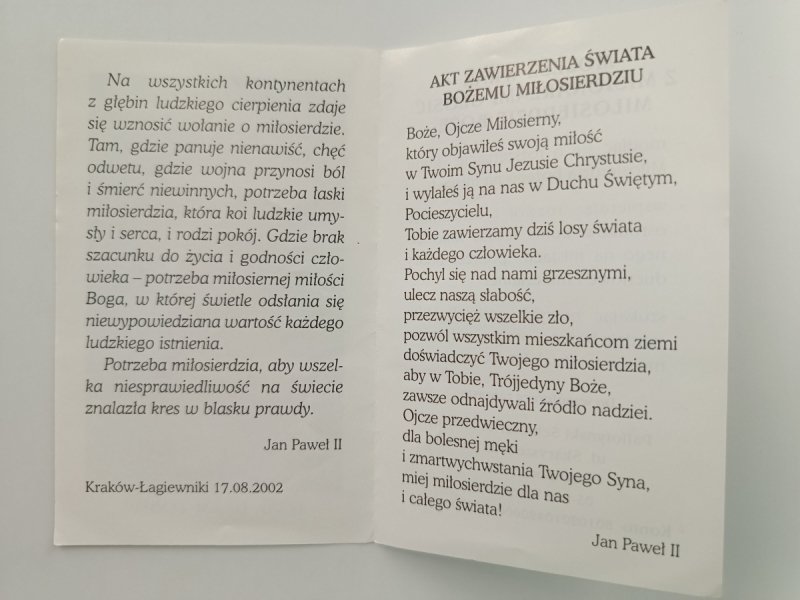 Na wszystkich kontynentach
z głębin ludzkiego cierpienia zdaje
się wznosić wołanie o miłosierdzie.
Tam, gdzie panuje nienawiść, chęć
odwetu, gdzie wojna przynosi ból
i śmierć niewinnych, potrzeba łaski
miłosierdzia, która koi ludzkie umy-
sły i serca, i rodzi pokój. Gdzie brak
szacunku do życia i godności czło-
wieka – potrzeba miłosiernej miłości
Boga, w której świetle odsłania się
niewypowiedziana wartość każdego
ludzkiego istnienia.
Potrzeba miłosierdzia, aby wszel-
ka niesprawiedliwość na świecie
znalazła kres w blasku prawdy.
Jan Paweł II
Kraków-Łagiewniki 17.08.2002
AKT ZAWIERZENIA ŚWIATA
BOŻEMU MIŁOSIERDZIU
Boże, Ojcze Miłosierny,
który objawiłeś swoją miłość
w Twoim Synu Jezusie Chrystusie,
i wylałeś ją na nas w Duchu Świętym,
Pocieszycielu,
Tobie zawierzamy dziś losy świata
i każdego człowieka.
Pochyl się nad nami grzesznymi,
ulecz naszą słabość,
przezwycięż wszelkie zło,
pozwól wszystkim mieszkańcom ziemi
doświadczyć Twojego miłosierdzia,
aby w Tobie, Trójjedyny Boże,
zawsze odnajdywali źródło nadziei.
Ojcze przedwieczny,
dla bolesnej męki
i zmartwychwstania Twojego Syna,
miej miłosierdzie dla nas
i całego świata!
Jan Paweł II